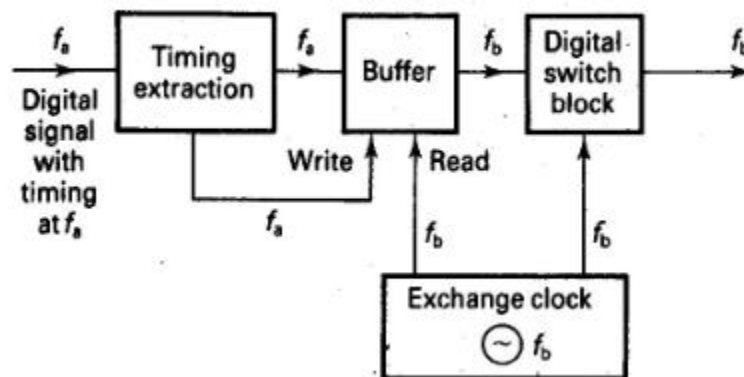 fa
Digital
signal
with
timing
at fa
Timing
extraction
fa
Buffer
fb
Digital
switch
block
fb
Write
Read
fa
fb
fb
Exchange clock
~ fb